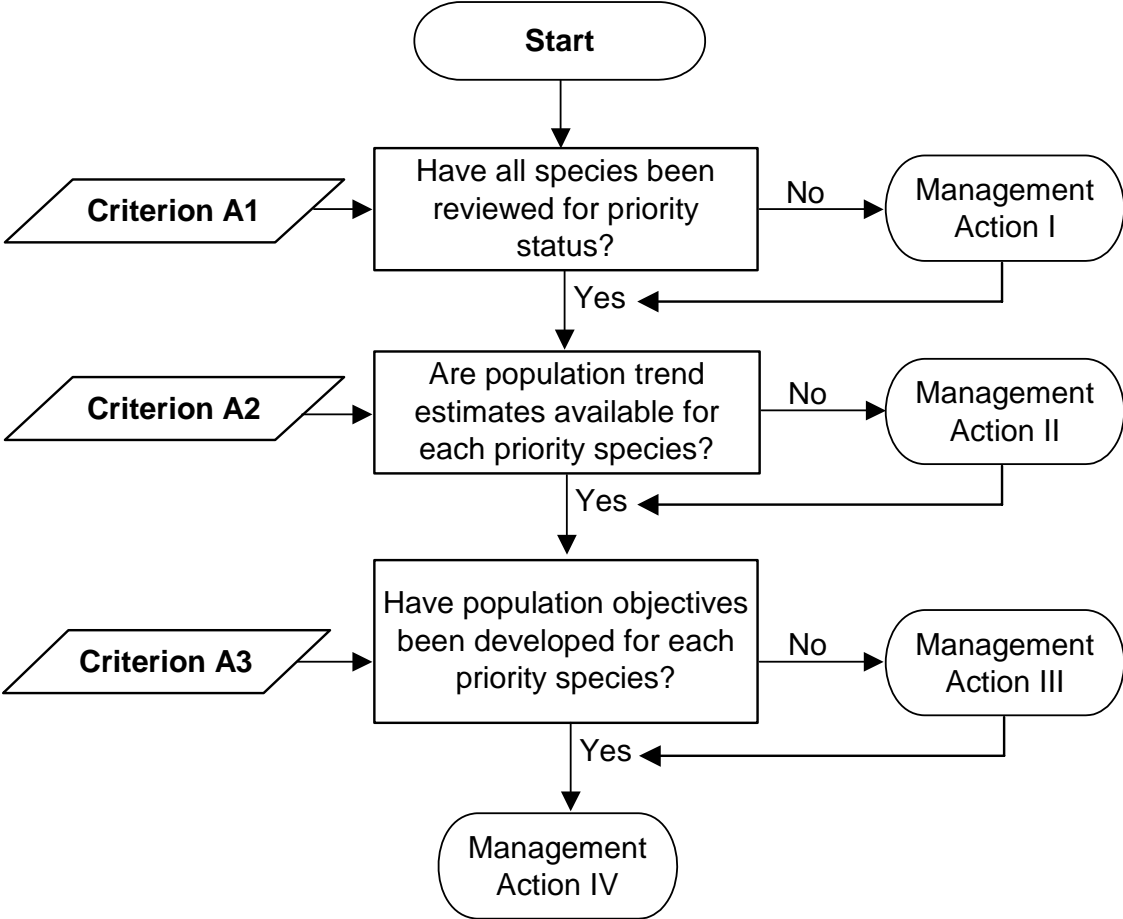 Start
Criterion A1
Have all species been
reviewed for priority
status?
No
Management
Action I
Yes
Criterion A2
Are population trend
estimates available for
each priority species?
No
Management
Action II
Yes
Criterion A3
Have population objectives
been developed for each
priority species?
No
Management
Action III
Yes
Management
Action IV